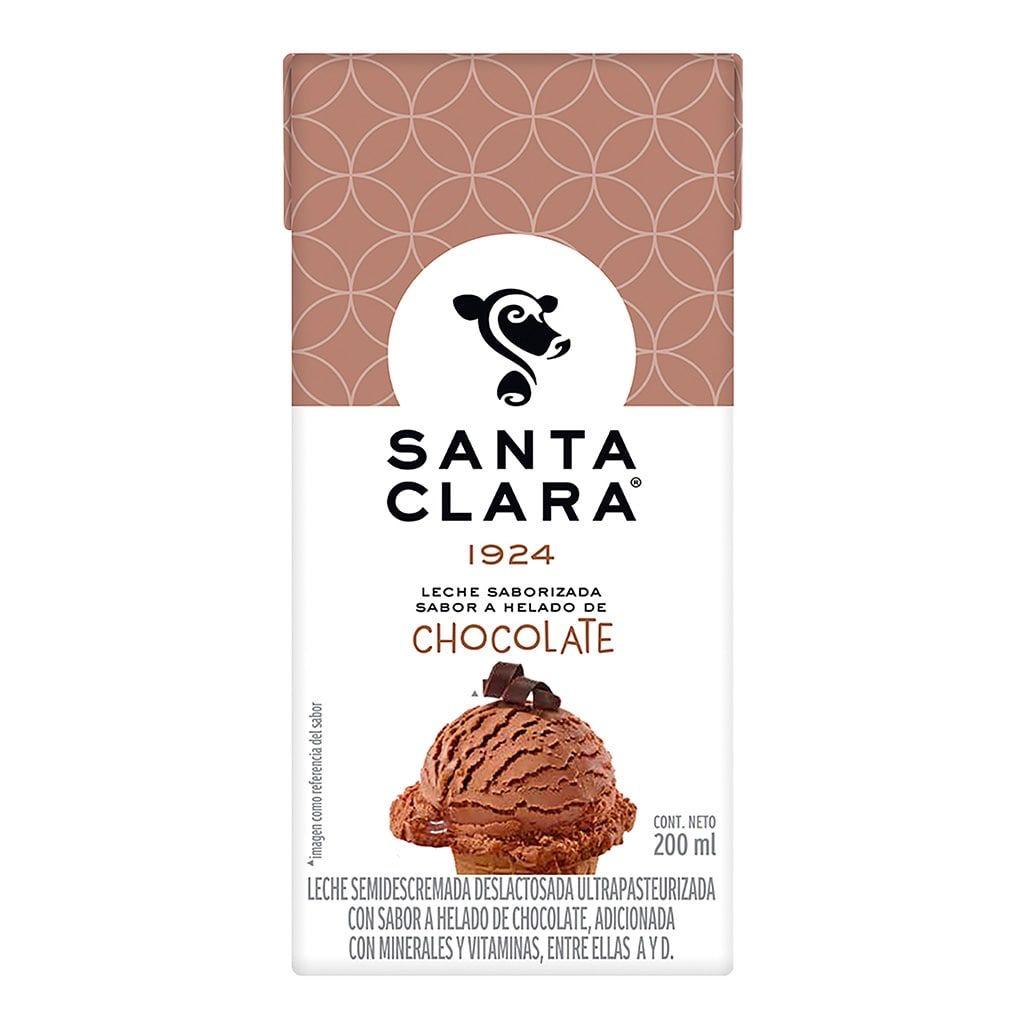 SANTA
CLARA®
1924
LECHE SABORIZADA
SABOR A HELADO DE
CHOCOLATE
▲imagen como referencia del sabor
CONT. NETO
200 ml
LECHE SEMIDESCREMADA DESLACTOSADA ULTRAPASTEURIZADA
CON SABOR A HELADO DE CHOCOLATE, ADICIONADA
CON MINERALES Y VITAMINAS, ENTRE ELLAS A Y D.